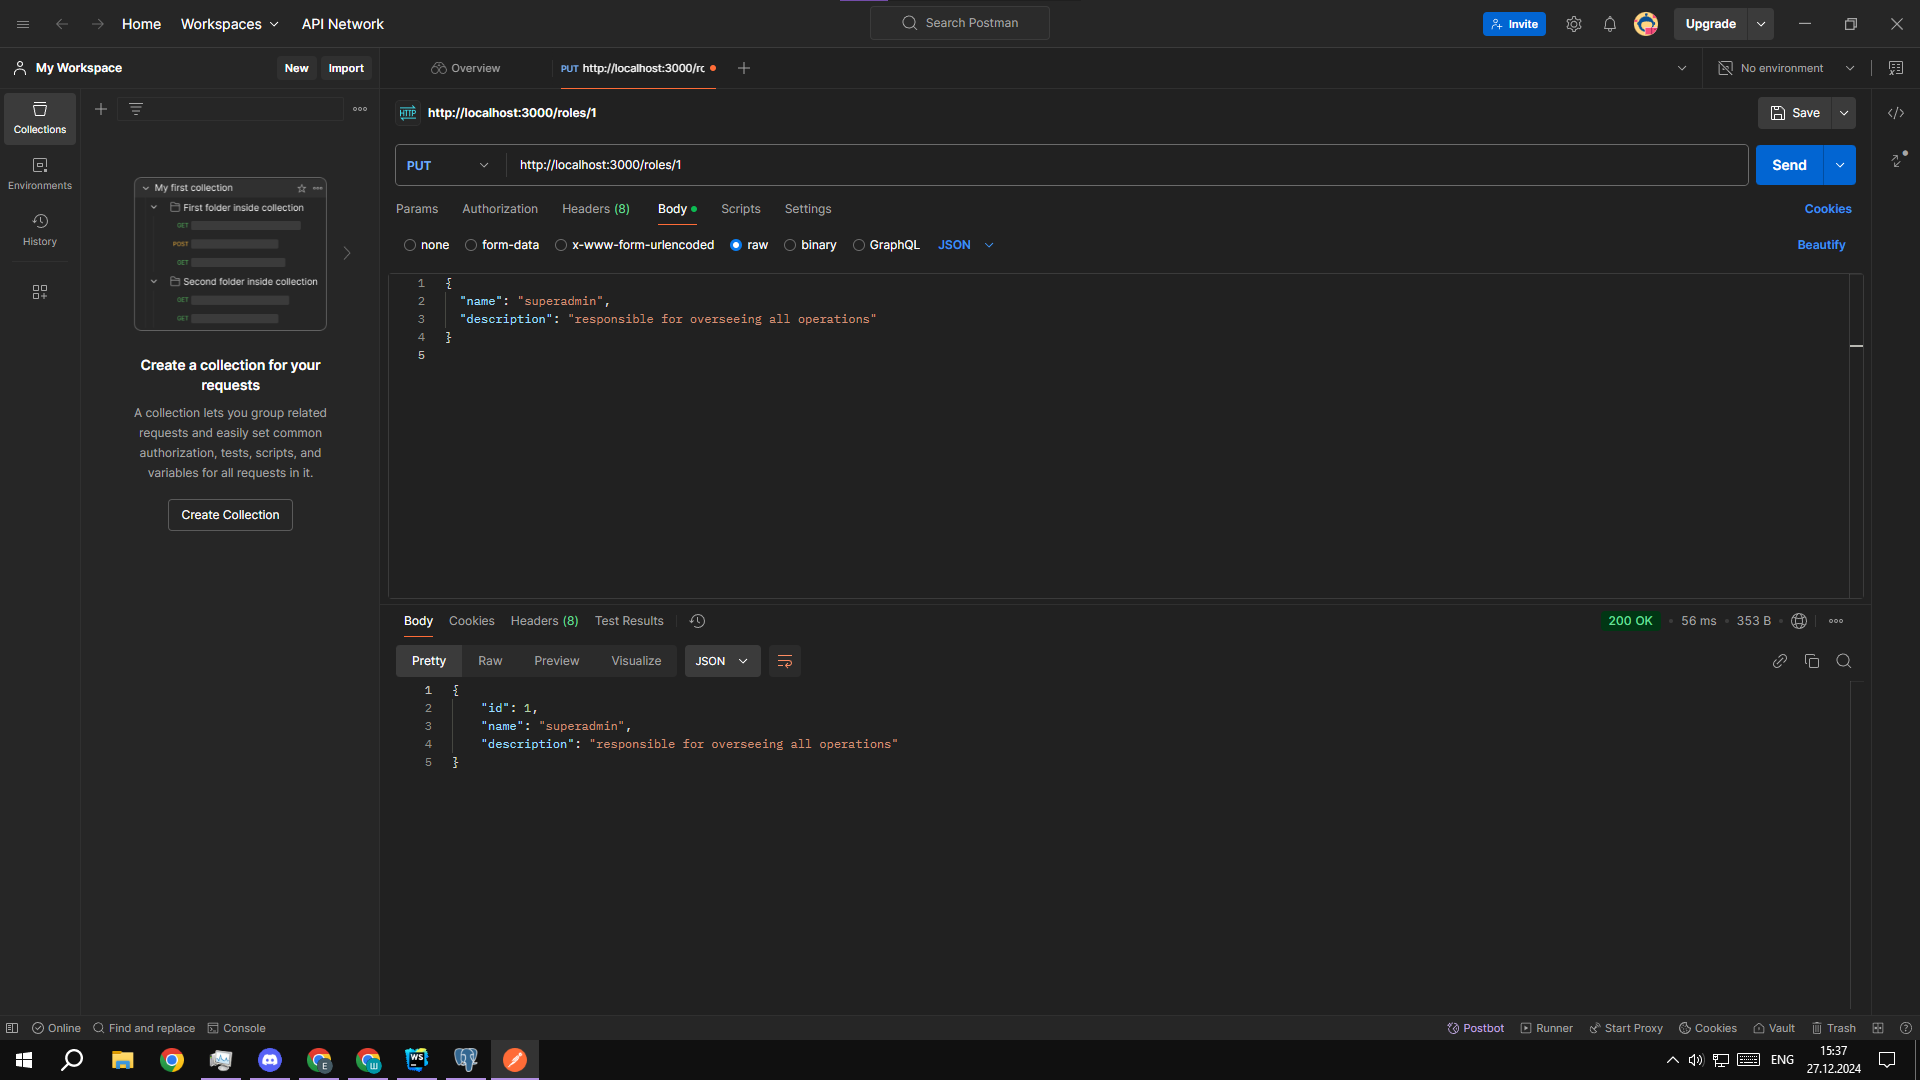 Home
Workspaces
API Network
Search Postman
Invite
Upgrade
My Workspace
New
Import
Overview
PUT http://localhost:3000/rc
No environment
Collections
Environments
History
My first collection
First folder inside collection
GET
POST
GET
Second folder inside collection
GET
GET
Create a collection for your
requests
A collection lets you group related
requests and easily set common
authorization, tests, scripts, and
variables for all requests in it.
Create Collection
HTTP http://localhost:3000/roles/1
Save
PUT
http://localhost:3000/roles/1
Send
Params
Authorization
Headers (8)
Body
Scripts
Settings
Cookies
none
form-data
x-www-form-urlencoded
raw
binary
GraphQL
JSON
Beautify
1 {
2 "name": "superadmin",
3 "description": "responsible for overseeing all operations"
4 }
5
Body
Cookies
Headers (8)
Test Results
200 OK
56 ms
353 B
Pretty
Raw
Preview
Visualize
JSON
1 {
2 "id": 1,
3 "name": "superadmin",
4 "description": "responsible for overseeing all operations"
5 }
Online
Find and replace
Console
Postbot
Runner
Start Proxy
Cookies
Vault
Trash
E
Ш
WS
ENG
15:37
27.12.2024